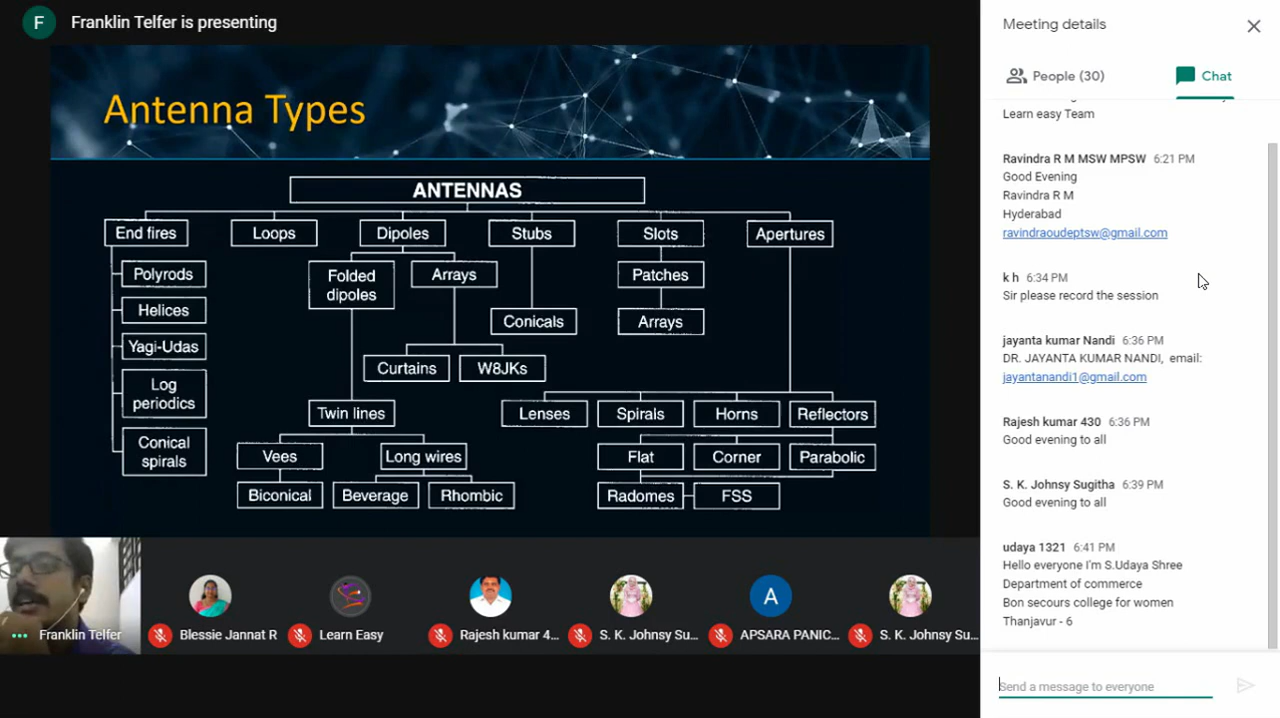 F
Franklin Telfer is presenting
Antenna Types
ANTENNAS
End fires
Loops
Dipoles
Stubs
Slots
Apertures
Polyrods
Helices
Yagi-Udas
Log
periodics
Conical
spirals
Folded
dipoles
Arrays
Conicals
Patches
Arrays
Curtains
W8JKs
Twin lines
Lenses
Spirals
Horns
Reflectors
Vees
Long wires
Flat
Corner
Parabolic
Biconical
Beverage
Rhombic
Radomes
FSS
Franklin Telfer
Blessie Jannat R
Learn Easy
Rajesh kumar 4...
S. K. Johnsy Su...
A
APSARA PANIC...
S. K. Johnsy Su...
Meeting details
People (30)
Chat
Learn easy Team
Ravindra R M MSW MPSW 6:21 PM
Good Evening
Ravindra R M
Hyderabad
ravindraoudeptsw@gmail.com
k h 6:34 PM
Sir please record the session
jayanta kumar Nandi 6:36 PM
DR. JAYANTA KUMAR NANDI, email:
jayantanandi1@gmail.com
Rajesh kumar 430 6:36 PM
Good evening to all
S. K. Johnsy Sugitha 6:39 PM
Good evening to all
udaya 1321 6:41 PM
Hello everyone I'm S.Udaya Shree
Department of commerce
Bon secours college for women
Thanjavur - 6
Send a message to everyone